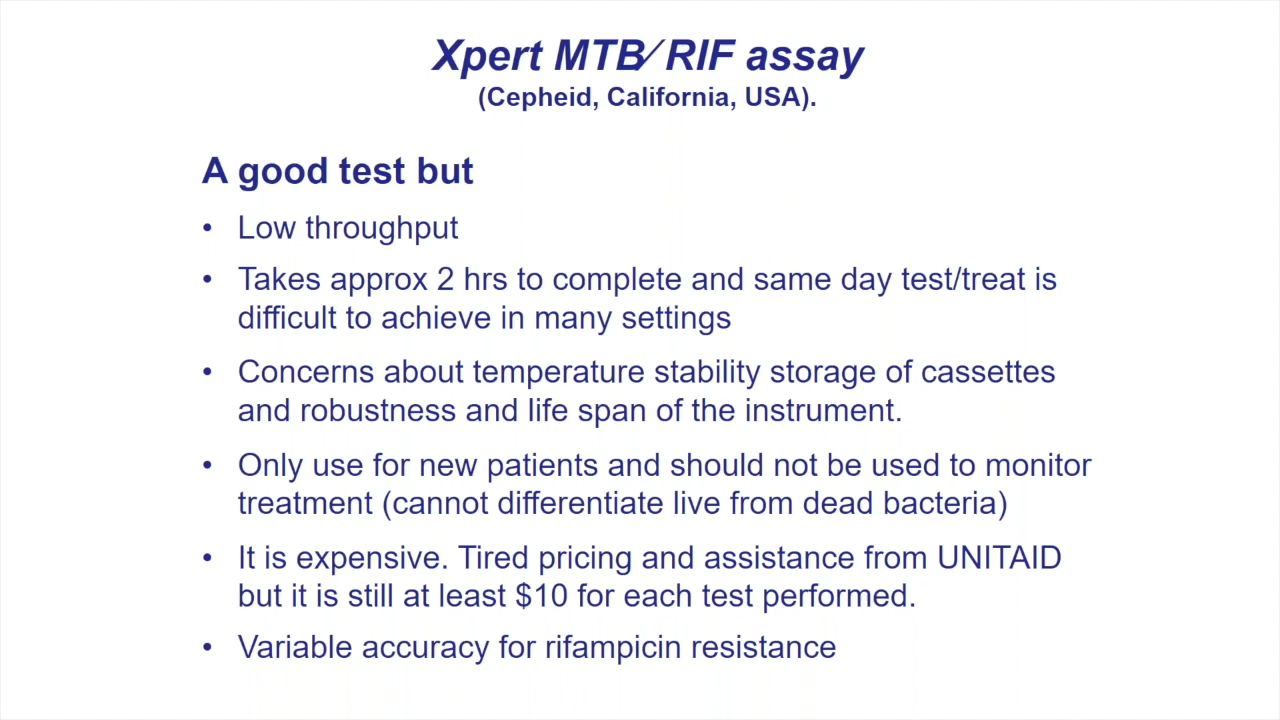 Xpert MTB/RIF assay
(Cepheid, California, USA).
A good test but
• Low throughput
• Takes approx 2 hrs to complete and same day test/treat is
difficult to achieve in many settings
• Concerns about temperature stability storage of cassettes
and robustness and life span of the instrument.
• Only use for new patients and should not be used to monitor
treatment (cannot differentiate live from dead bacteria)
• It is expensive. Tired pricing and assistance from UNITAID
but it is still at least $10 for each test performed.
• Variable accuracy for rifampicin resistance